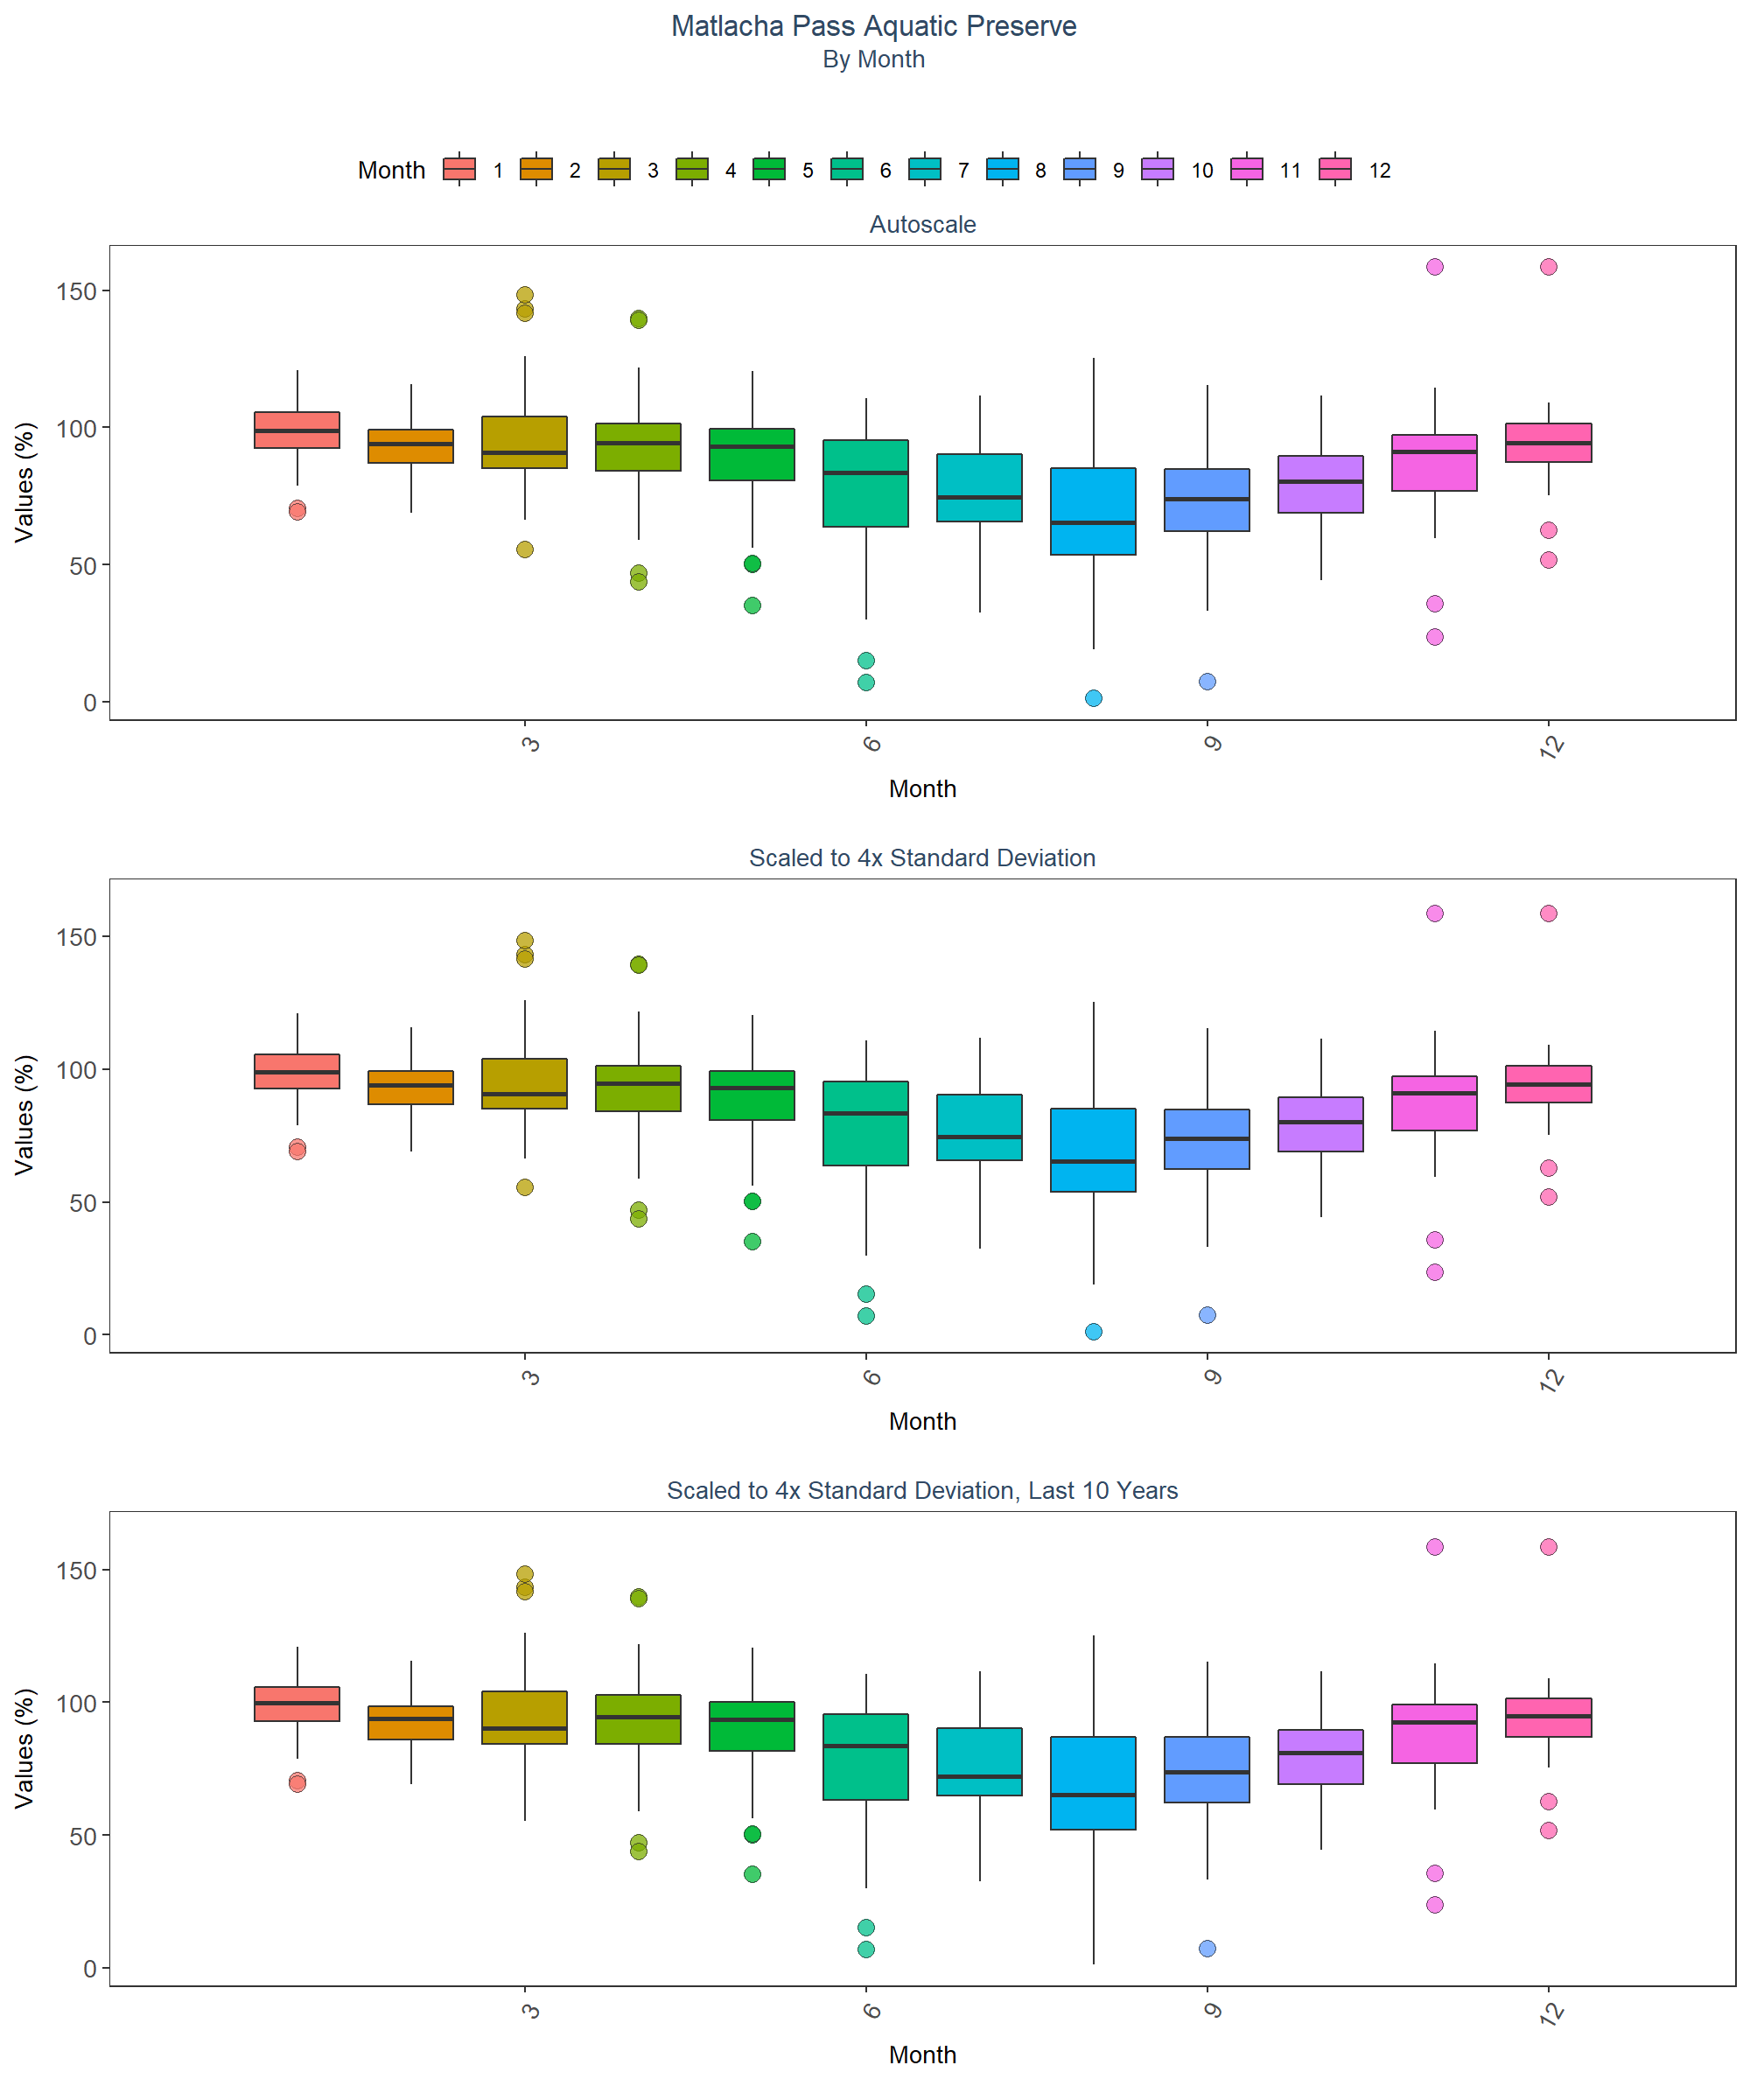 Matlacha Pass Aquatic Preserve
By Month
Month 1 2 3 4 5 6 7 8 9 10 11 12
Autoscale
Values (%)
150
100
50
0
3 6 9 12
Month
Scaled to 4x Standard Deviation
Values (%)
150
100
50
0
3 6 9 12
Month
Scaled to 4x Standard Deviation, Last 10 Years
Values (%)
150
100
50
0
3 6 9 12
Month